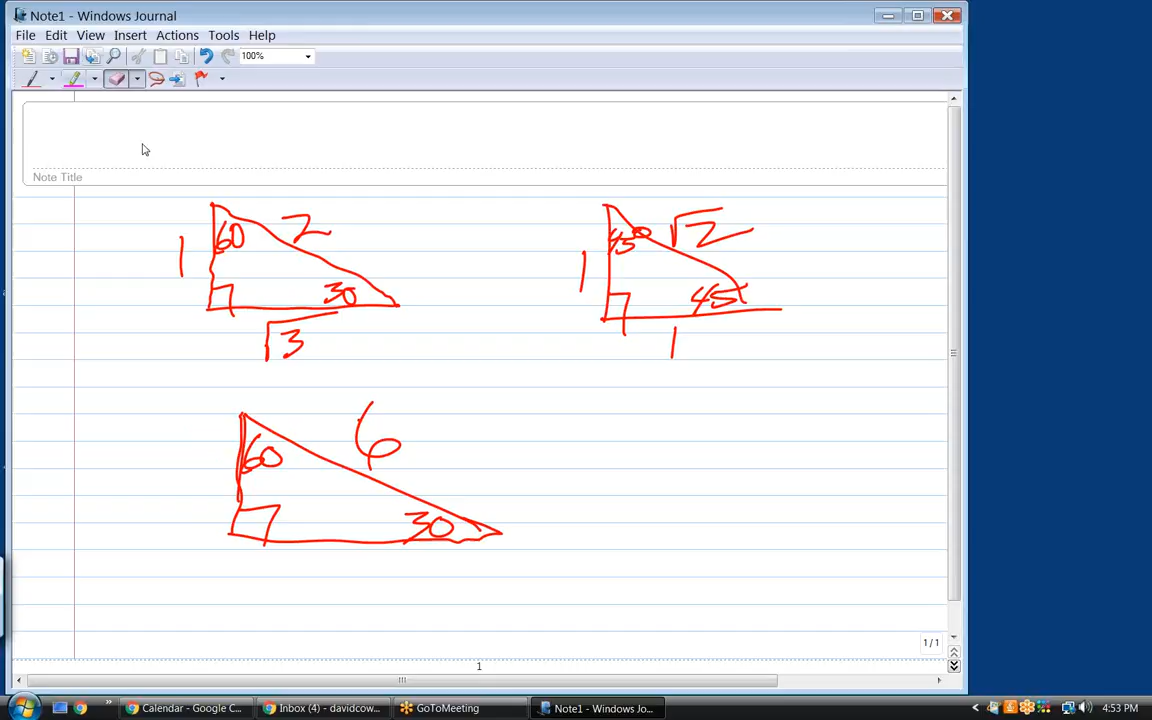 Note1 - Windows Journal
File Edit View Insert Actions Tools Help
100%
Note Title
60 2
1
30
√3
45° √2
1
45
1
6
60
30
1/1
1
Calendar - Google C...
Inbox (4) - davidcow...
GoToMeeting
Note1 - Windows Jo...
4:53 PM